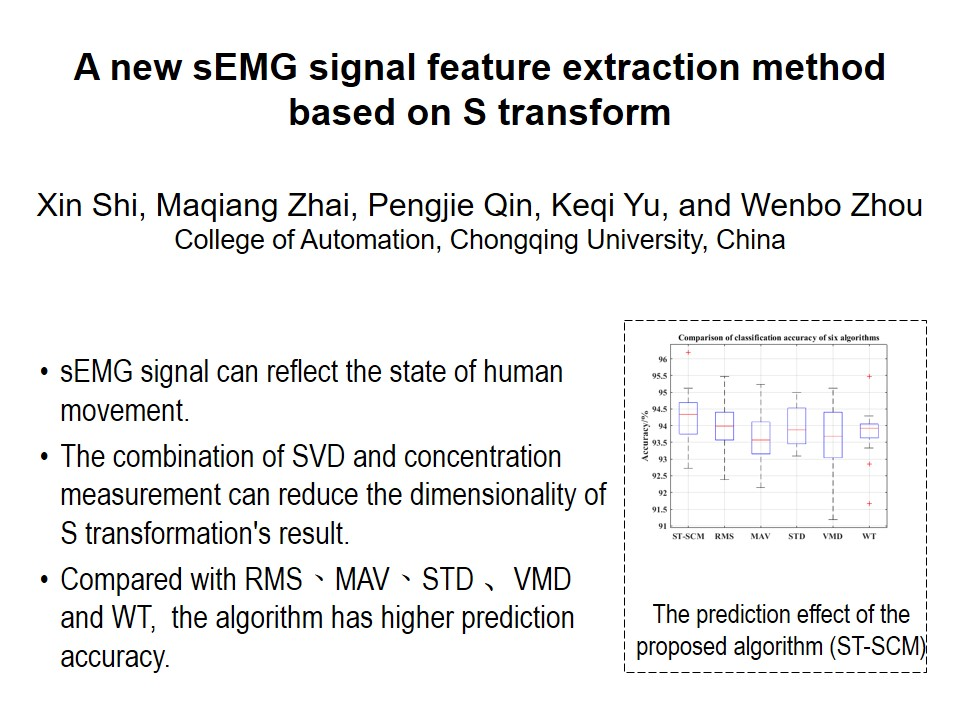 A new sEMG signal feature extraction method
based on S transform
Xin Shi, Maqiang Zhai, Pengjie Qin, Keqi Yu, and Wenbo Zhou
College of Automation, Chongqing University, China
• sEMG signal can reflect the state of human
movement.
• The combination of SVD and concentration
measurement can reduce the dimensionality of
S transformation's result.
• Compared with RMS、MAV、STD 、 VMD
and WT,  the algorithm has higher prediction
accuracy.
Comparison of classification accuracy of six algorithms
Accuracy/%
96
95.5
95
94.5
94
93.5
93
92.5
92
91.5
91
ST-SCM RMS MAV STD VMD WT
The prediction effect of the
proposed algorithm (ST-SCM)